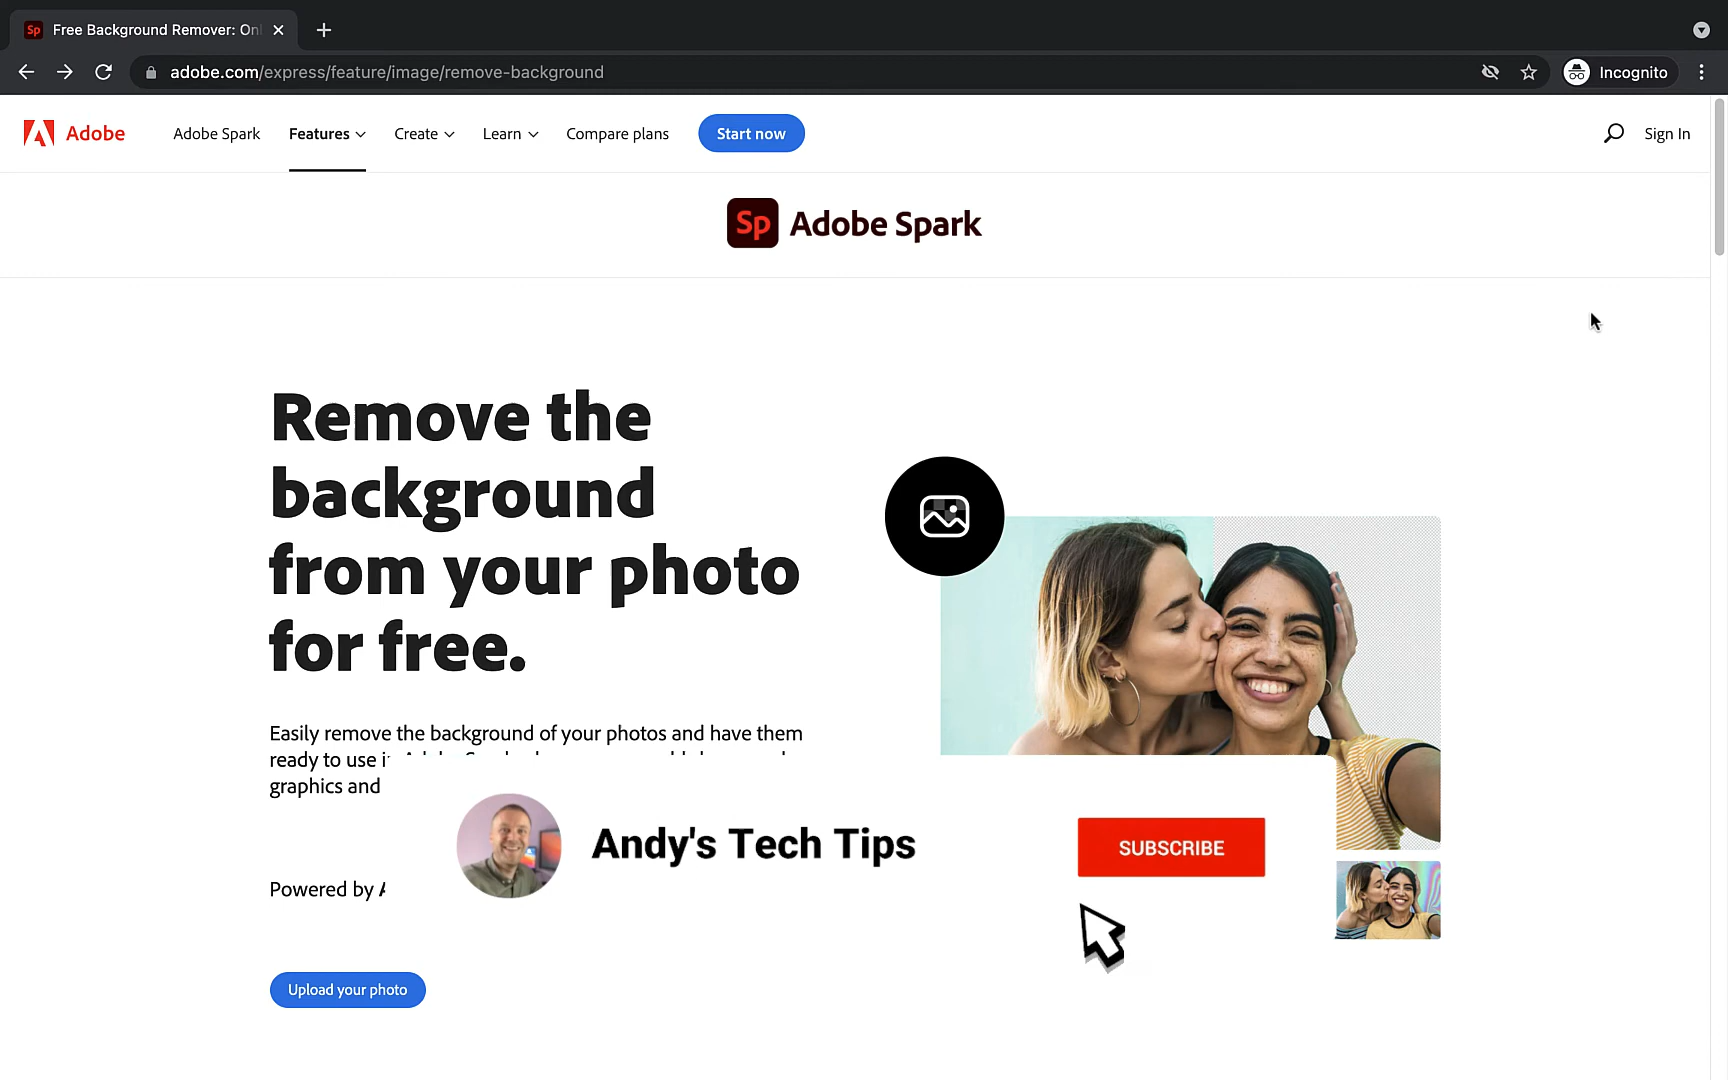 Sp Free Background Remover: Onl
adobe.com/express/feature/image/remove-background
Incognito
Adobe
Adobe Spark
Features
Create
Learn
Compare plans
Start now
Sign In
Sp Adobe Spark
Remove the
background
from your photo
for free.
Easily remove the background of your photos and have them
ready to use
graphics and
Powered by
Andy's Tech Tips
SUBSCRIBE
Upload your photo